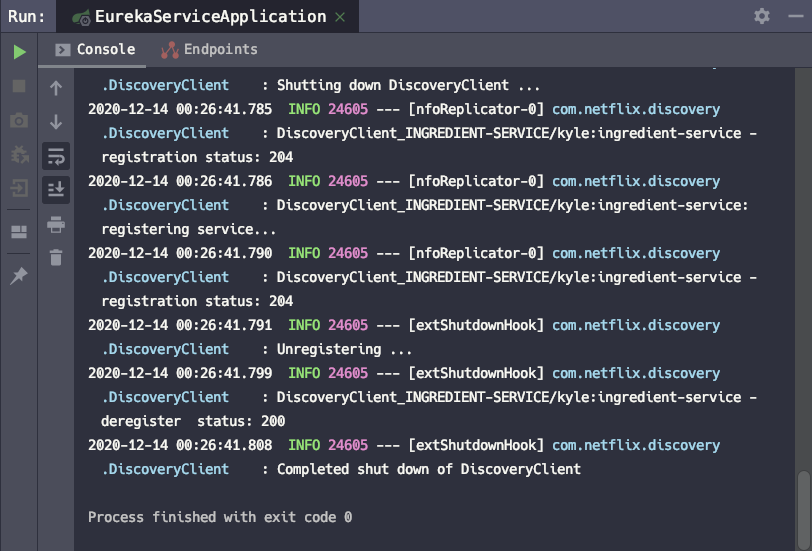 Run: EurekaServiceApplication ×
Console Endpoints
.DiscoveryClient    : Shutting down DiscoveryClient ...
2020-12-14 00:26:41.785  INFO 24605 --- [nfoReplicator-0] com.netflix.discovery
.DiscoveryClient    : DiscoveryClient_INGREDIENT-SERVICE/kyle:ingredient-service -
registration status: 204
2020-12-14 00:26:41.786  INFO 24605 --- [nfoReplicator-0] com.netflix.discovery
.DiscoveryClient    : DiscoveryClient_INGREDIENT-SERVICE/kyle:ingredient-service:
registering service...
2020-12-14 00:26:41.790  INFO 24605 --- [nfoReplicator-0] com.netflix.discovery
.DiscoveryClient    : DiscoveryClient_INGREDIENT-SERVICE/kyle:ingredient-service -
registration status: 204
2020-12-14 00:26:41.791  INFO 24605 --- [extShutdownHook] com.netflix.discovery
.DiscoveryClient    : Unregistering ...
2020-12-14 00:26:41.799  INFO 24605 --- [extShutdownHook] com.netflix.discovery
.DiscoveryClient    : DiscoveryClient_INGREDIENT-SERVICE/kyle:ingredient-service -
deregister  status: 200
2020-12-14 00:26:41.808  INFO 24605 --- [extShutdownHook] com.netflix.discovery
.DiscoveryClient    : Completed shut down of DiscoveryClient
Process finished with exit code 0